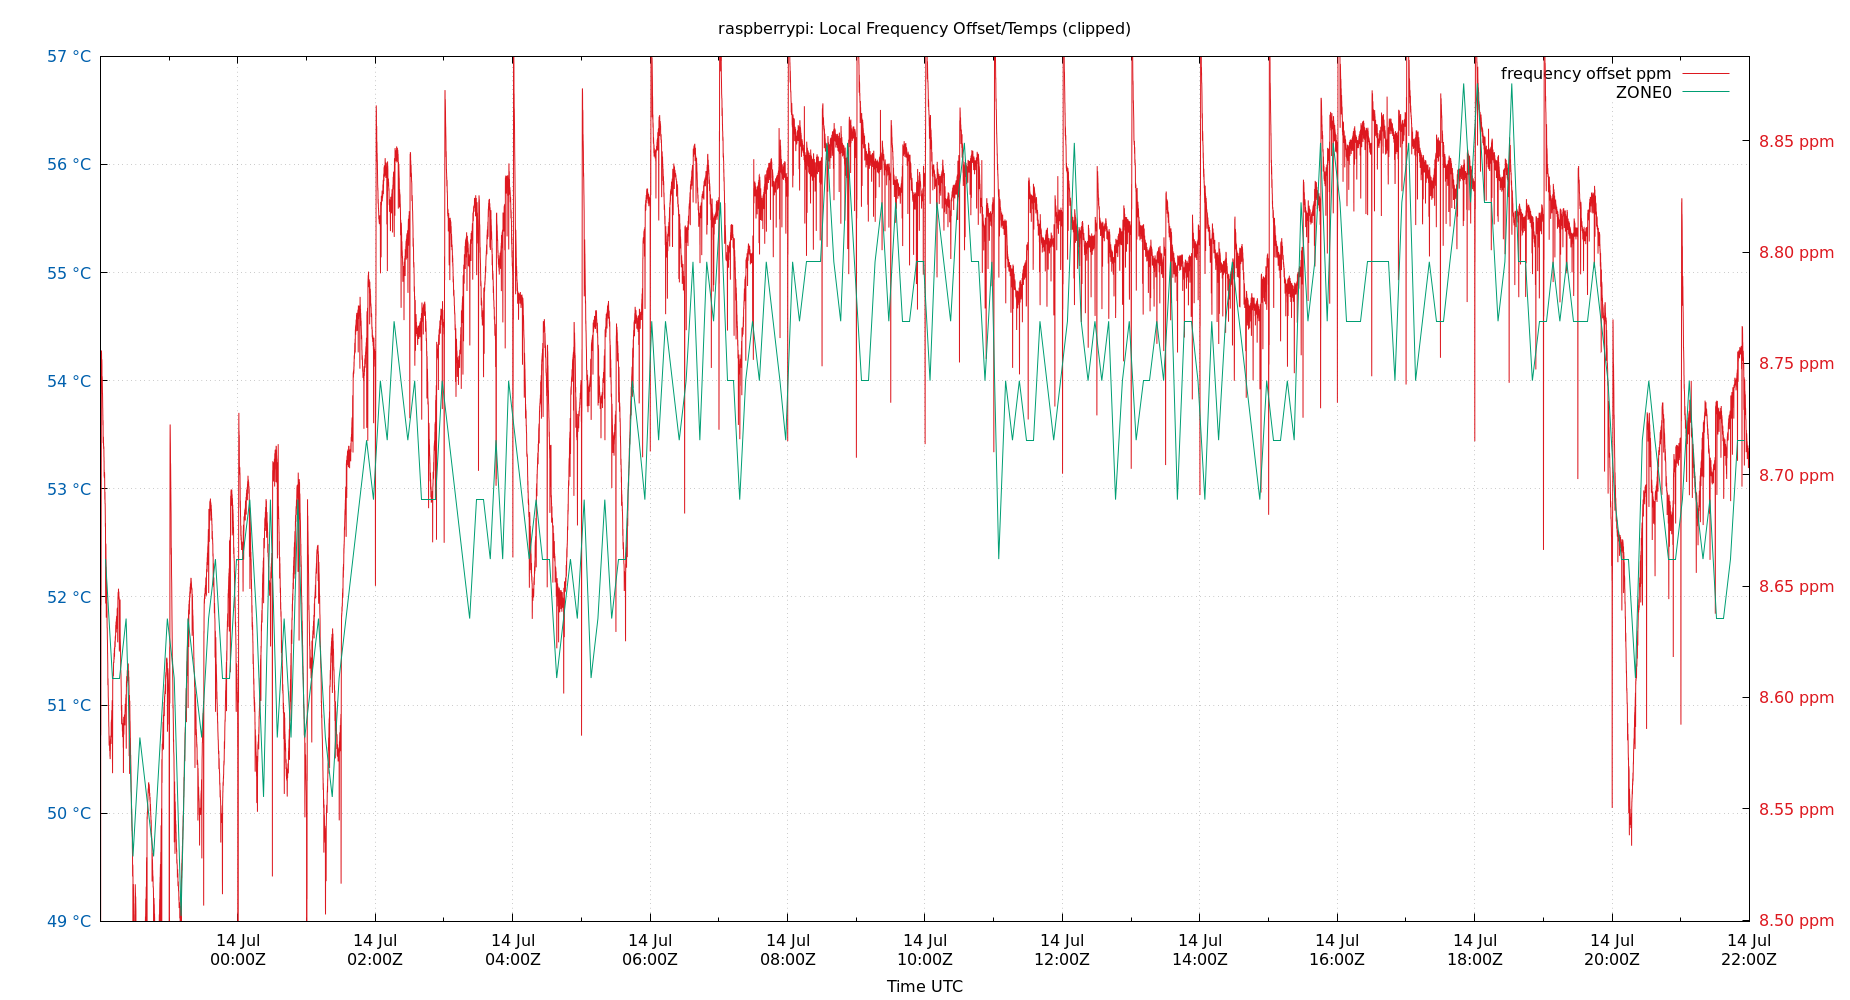 raspberrypi: Local Frequency Offset/Temps (clipped)
57 °C
56 °C
55 °C
54 °C
53 °C
52 °C
51 °C
50 °C
49 °C
frequency offset ppm
ZONE0
8.85 ppm
8.80 ppm
8.75 ppm
8.70 ppm
8.65 ppm
8.60 ppm
8.55 ppm
8.50 ppm
14 Jul 14 Jul 14 Jul 14 Jul 14 Jul 14 Jul 14 Jul 14 Jul 14 Jul 14 Jul 14 Jul 14 Jul
00:00Z 02:00Z 04:00Z 06:00Z 08:00Z 10:00Z 12:00Z 14:00Z 16:00Z 18:00Z 20:00Z 22:00Z
Time UTC